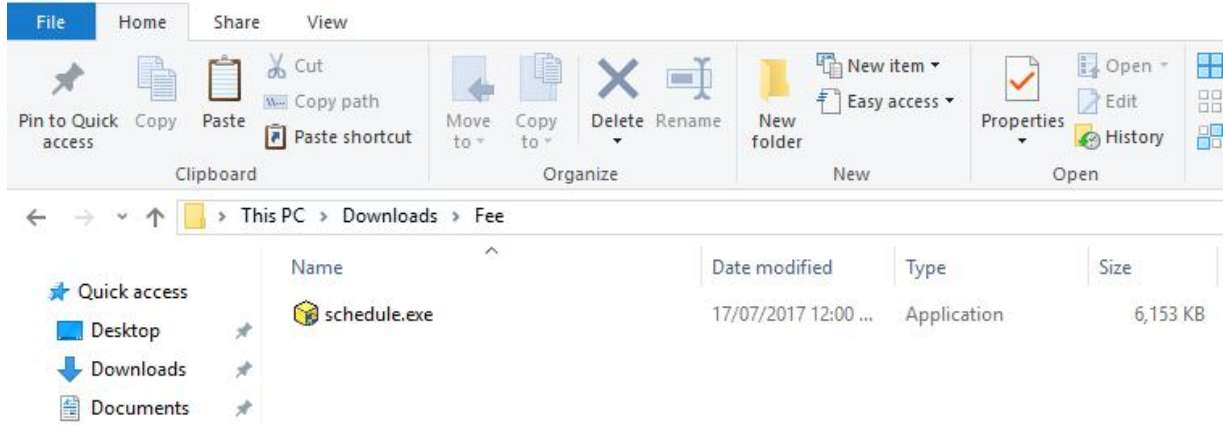 File Home Share View
Cut
Copy path
Paste shortcut
Pin to Quick access
Copy
Paste
Move to
Copy to
Delete
Rename
New folder
New item
Easy access
Properties
Open
Edit
History
Clipboard Organize New Open
This PC > Downloads > Fee
Name Date modified Type Size
Quick access
schedule.exe 17/07/2017 12:00 ... Application 6,153 KB
Desktop
Downloads
Documents